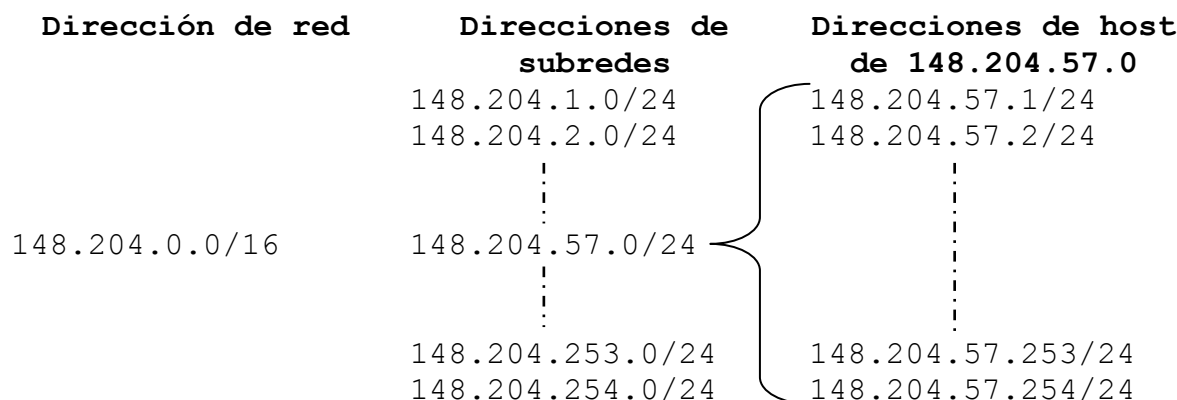 Dirección de red Direcciones de Direcciones de host
subredes de 148.204.57.0
148.204.1.0/24 148.204.57.1/24
148.204.2.0/24 148.204.57.2/24
148.204.0.0/16 148.204.57.0/24
148.204.253.0/24 148.204.57.253/24
148.204.254.0/24 148.204.57.254/24